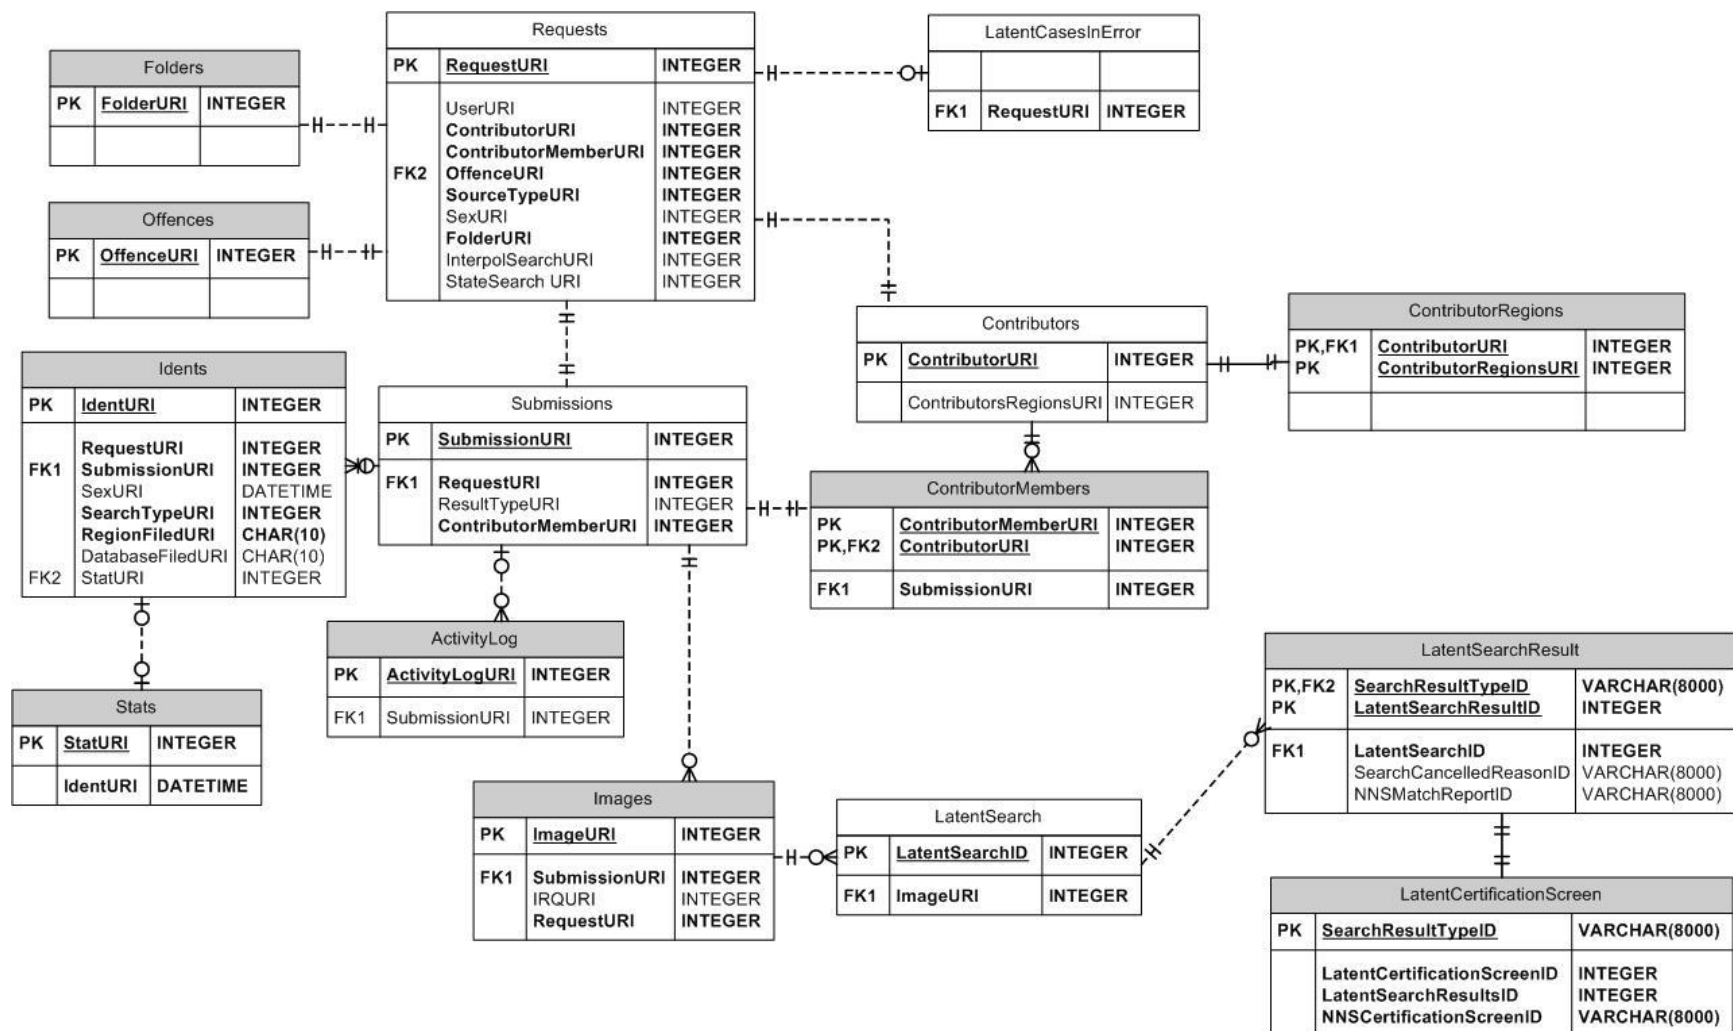 Requests
PK RequestURI INTEGER
UserURI INTEGER
ContributorURI INTEGER
ContributorMemberURI INTEGER
FK2 OffenceURI INTEGER
SourceTypeURI INTEGER
SexURI INTEGER
FolderURI INTEGER
InterpolSearchURI INTEGER
StateSearch URI INTEGER
LatentCasesInError
FK1 RequestURI INTEGER
Folders
PK FolderURI INTEGER
Offences
PK OffenceURI INTEGER
Contributors
PK ContributorURI INTEGER
ContributorsRegionsURI INTEGER
ContributorRegions
PK,FK1 ContributorURI INTEGER
PK ContributorRegionsURI INTEGER
Idents
PK IdentURI INTEGER
RequestURI INTEGER
FK1 SubmissionURI INTEGER
SexURI DATETIME
SearchTypeURI INTEGER
RegionFiledURI CHAR(10)
DatabaseFiledURI CHAR(10)
FK2 StatURI INTEGER
Submissions
PK SubmissionURI INTEGER
FK1 RequestURI INTEGER
ResultTypeURI INTEGER
ContributorMemberURI INTEGER
ContributorMembers
PK ContributorMemberURI INTEGER
PK,FK2 ContributorURI INTEGER
FK1 SubmissionURI INTEGER
ActivityLog
PK ActivityLogURI INTEGER
FK1 SubmissionURI INTEGER
Stats
PK StatURI INTEGER
IdentURI DATETIME
LatentSearchResult
PK,FK2 SearchResultTypeID VARCHAR(8000)
PK LatentSearchResultID INTEGER
FK1 LatentSearchID INTEGER
SearchCancelledReasonID VARCHAR(8000)
NNSMatchReportID VARCHAR(8000)
Images
PK ImageURI INTEGER
FK1 SubmissionURI INTEGER
IRQURI INTEGER
RequestURI INTEGER
LatentSearch
PK LatentSearchID INTEGER
FK1 ImageURI INTEGER
LatentCertificationScreen
PK SearchResultTypeID VARCHAR(8000)
LatentCertificationScreenID INTEGER
LatentSearchResultsID INTEGER
NNSCertificationScreenID VARCHAR(8000)